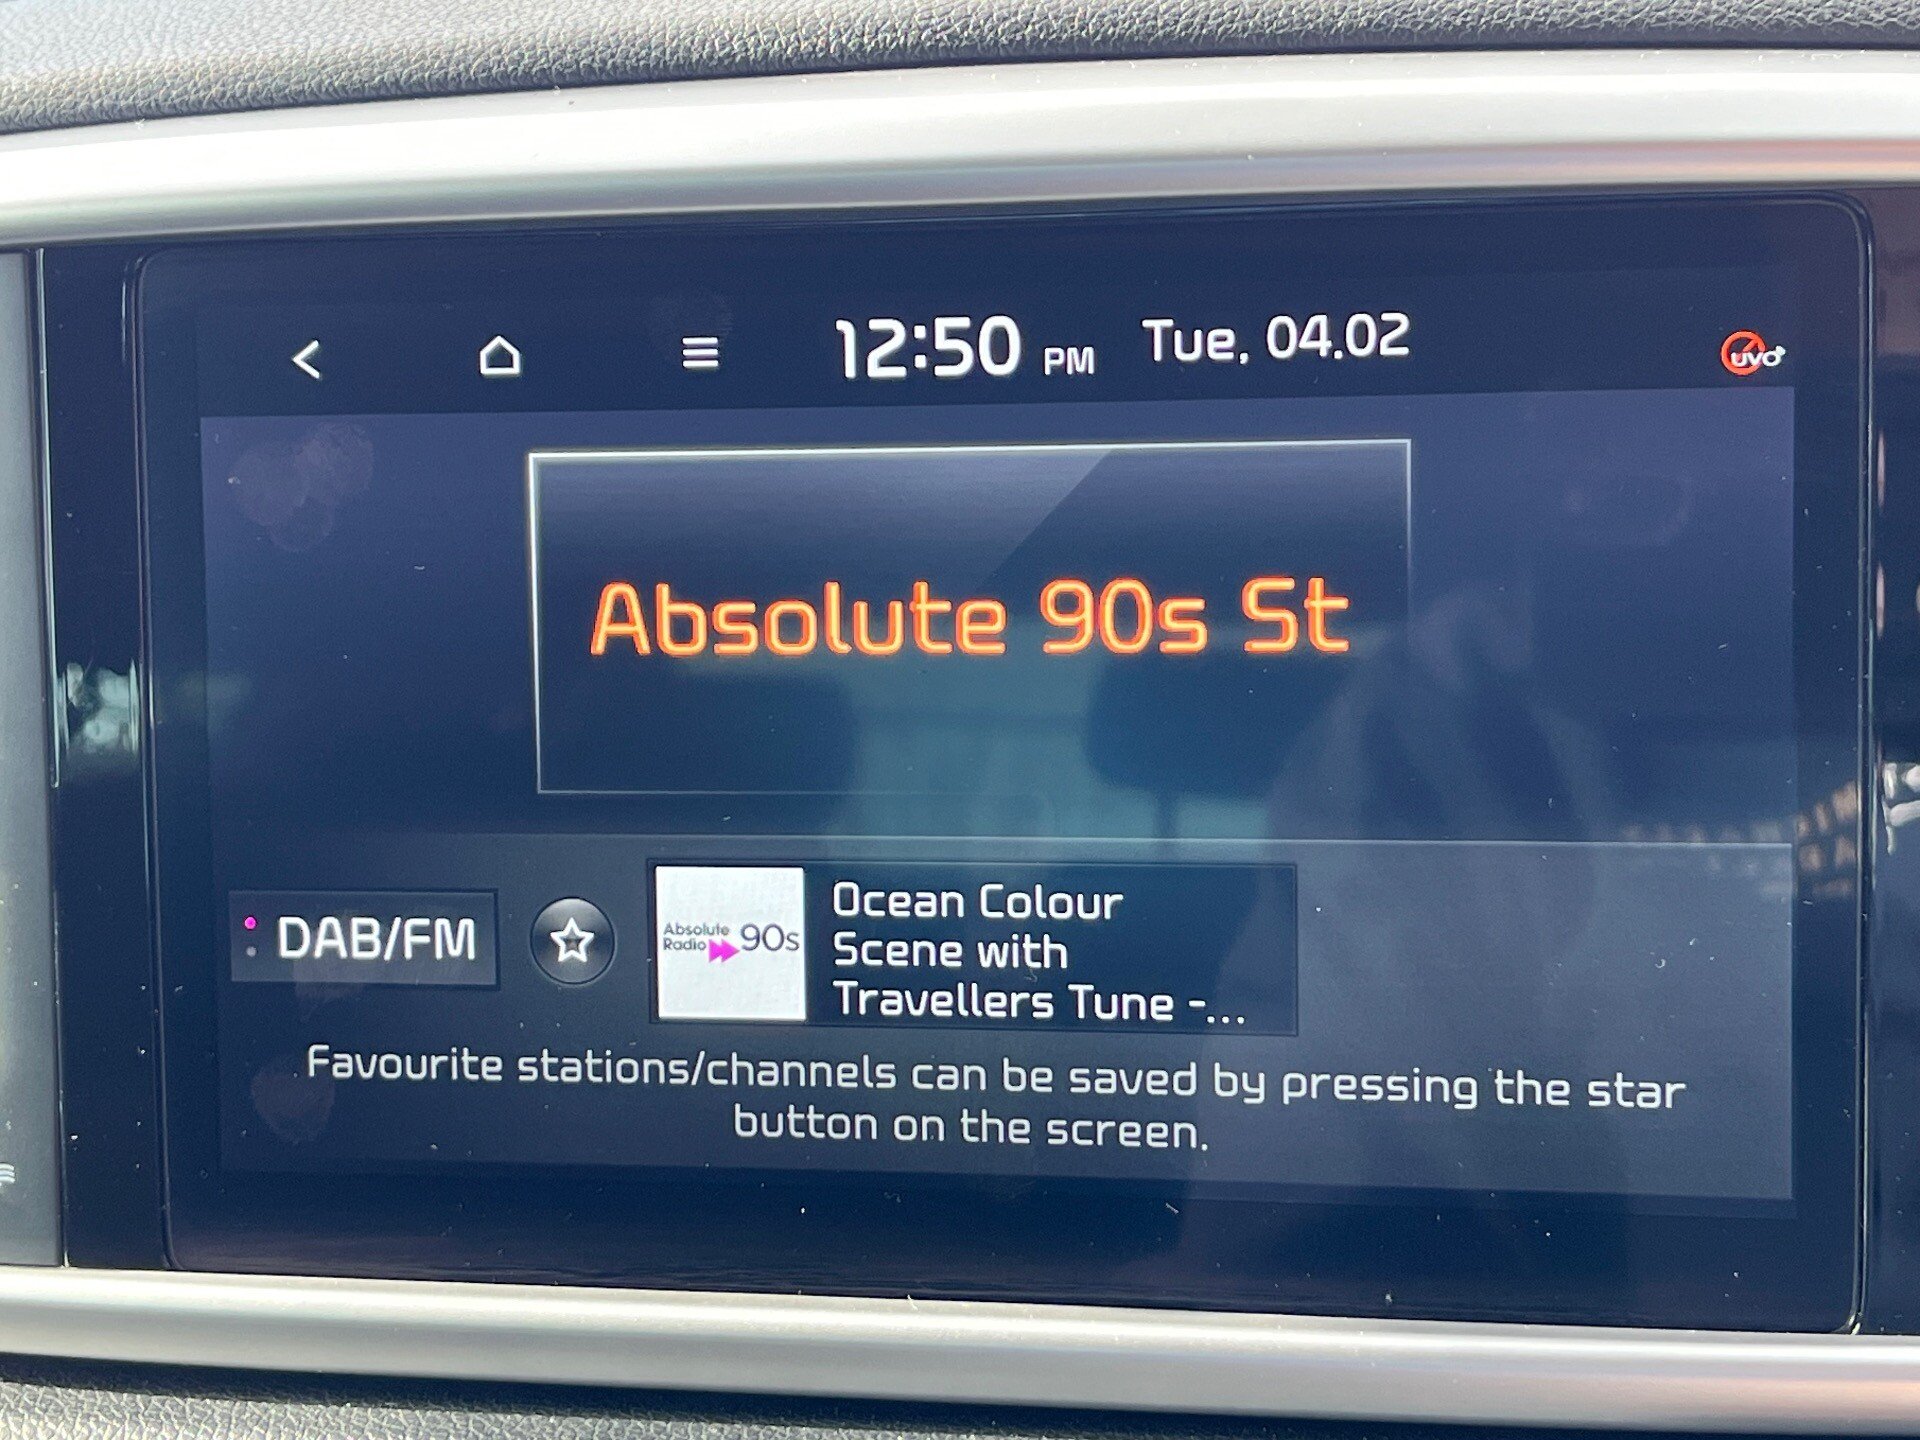 12:50 PM Tue, 04.02
UVO
Absolute 90s St
DAB/FM
Absolute
Radio 90s
Ocean Colour
Scene with
Travellers Tune -...
Favourite stations/channels can be saved by pressing the star
button on the screen.